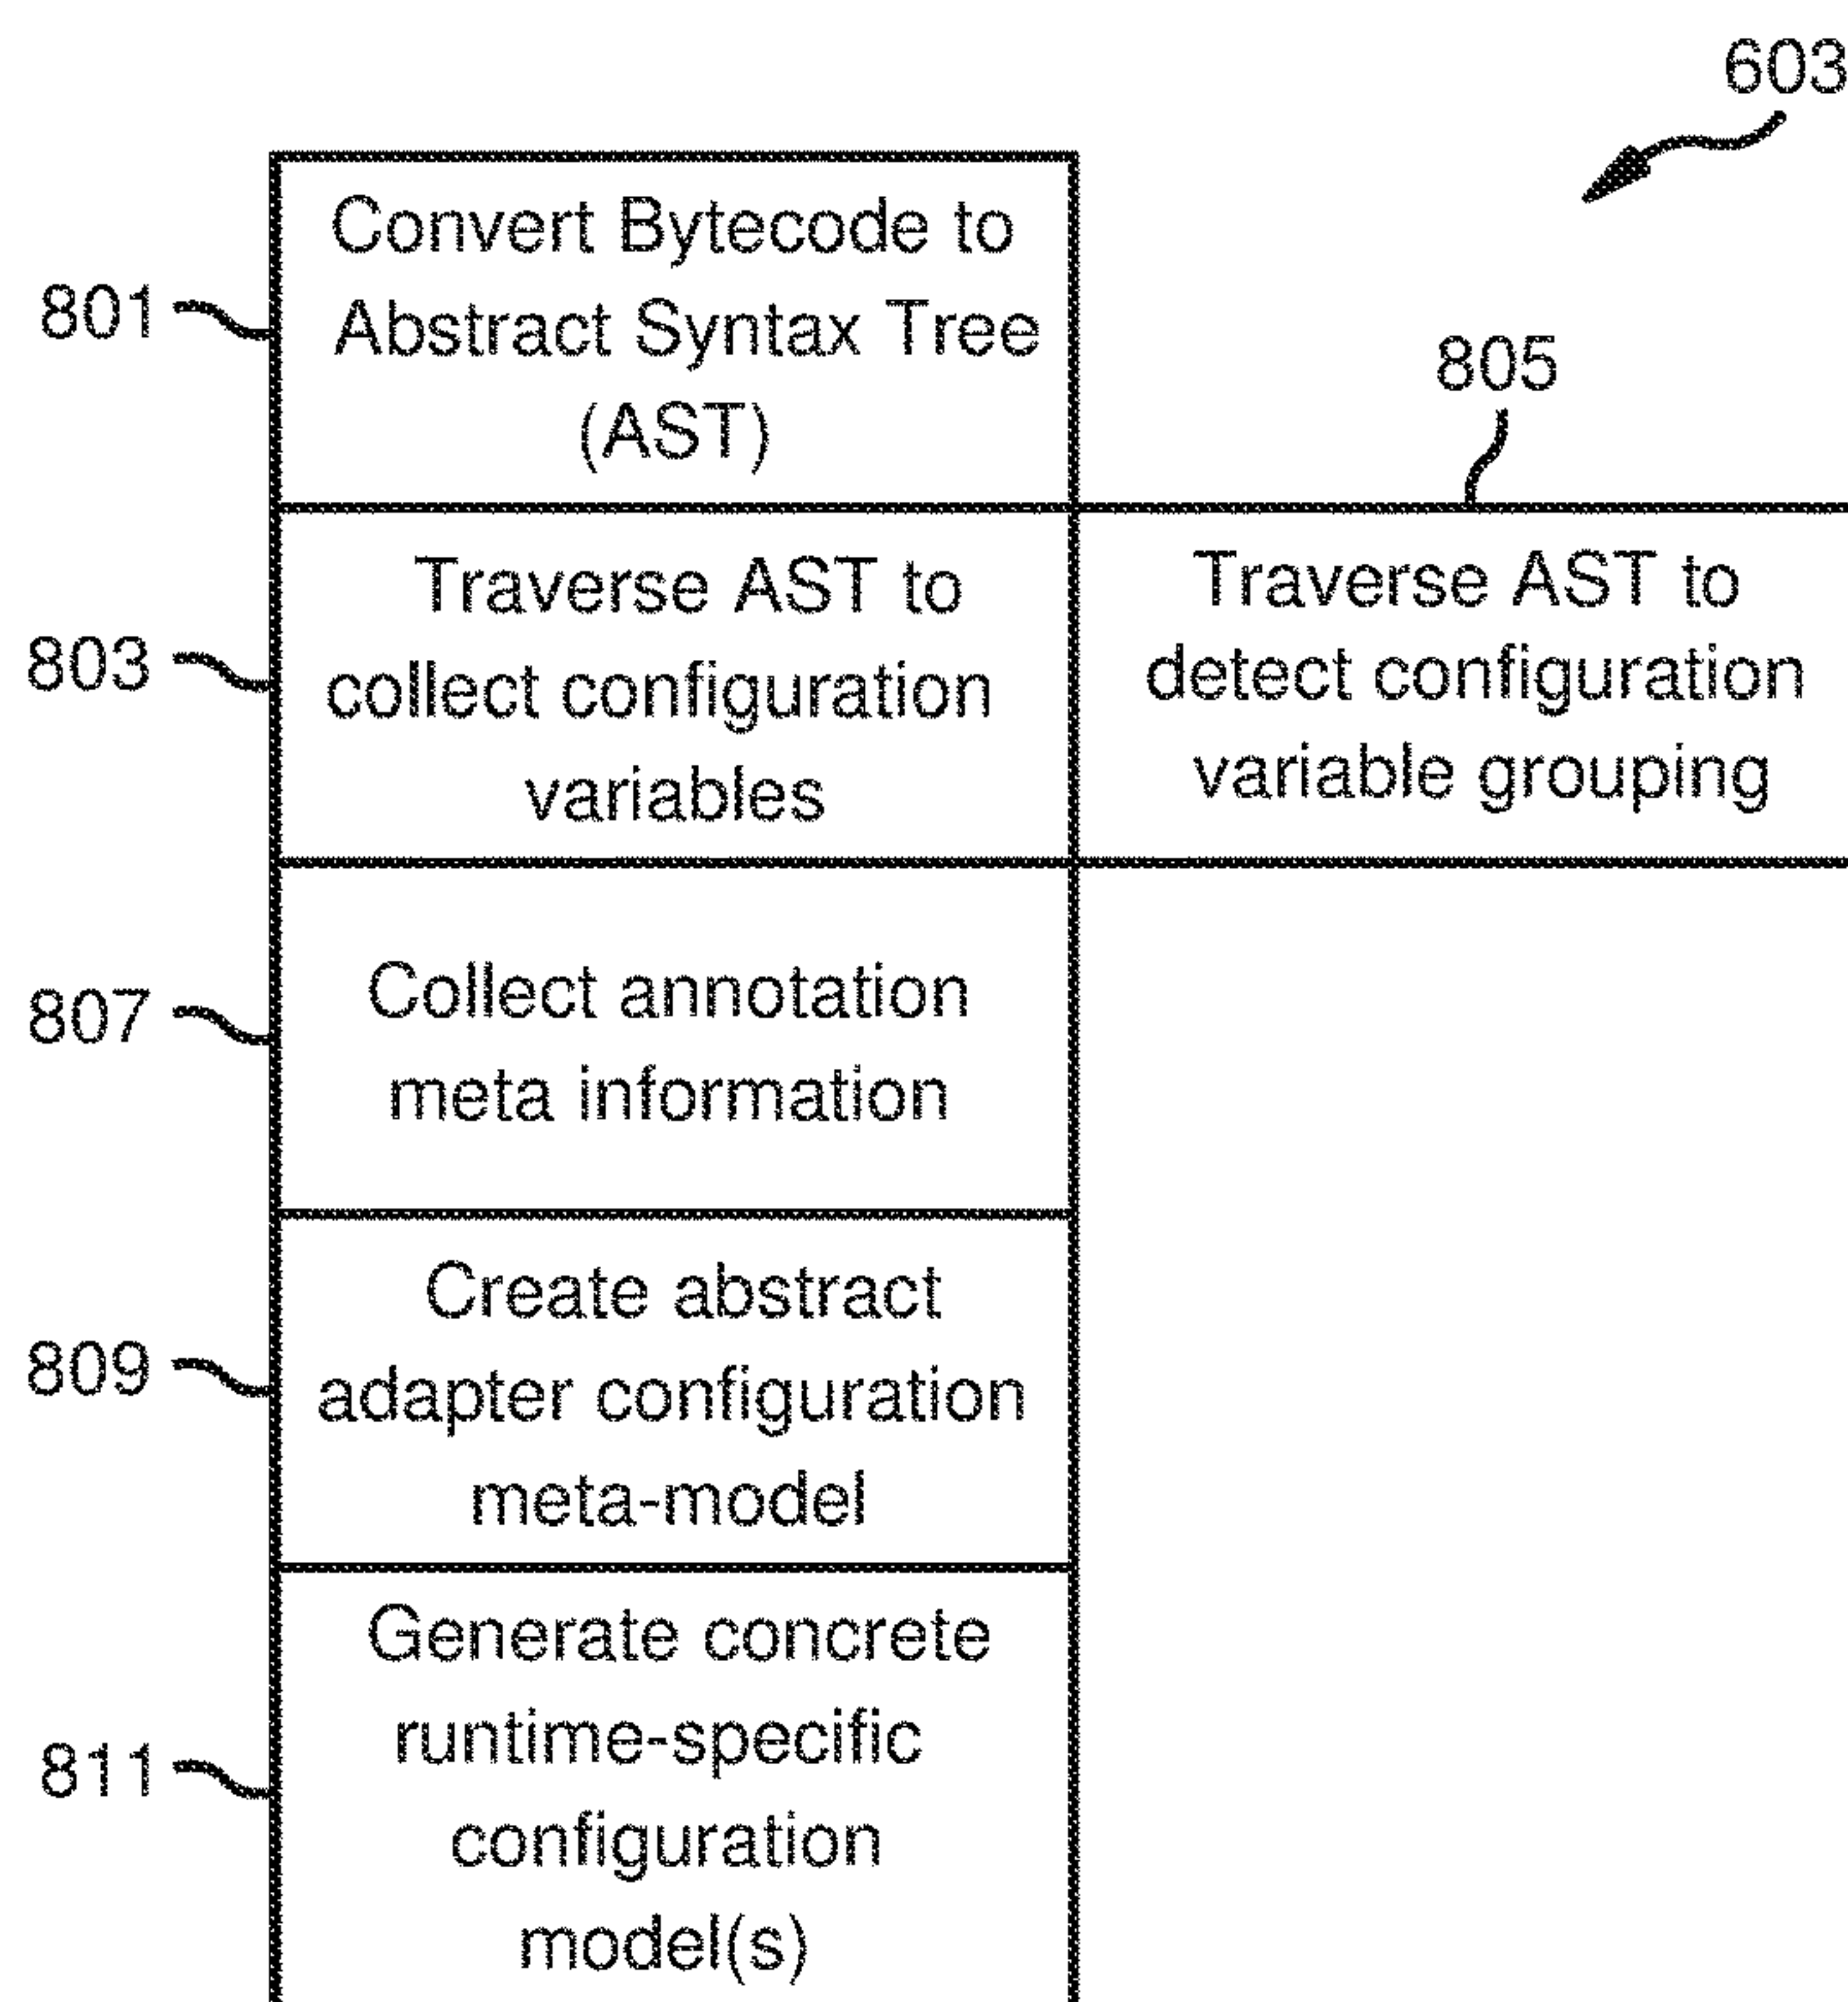 603
801
Convert Bytecode to
Abstract Syntax Tree
(AST)
805
803
Traverse AST to
collect configuration
variables
Traverse AST to
detect configuration
variable grouping
807
Collect annotation
meta information
809
Create abstract
adapter configuration
meta-model
811
Generate concrete
runtime-specific
configuration
model(s)